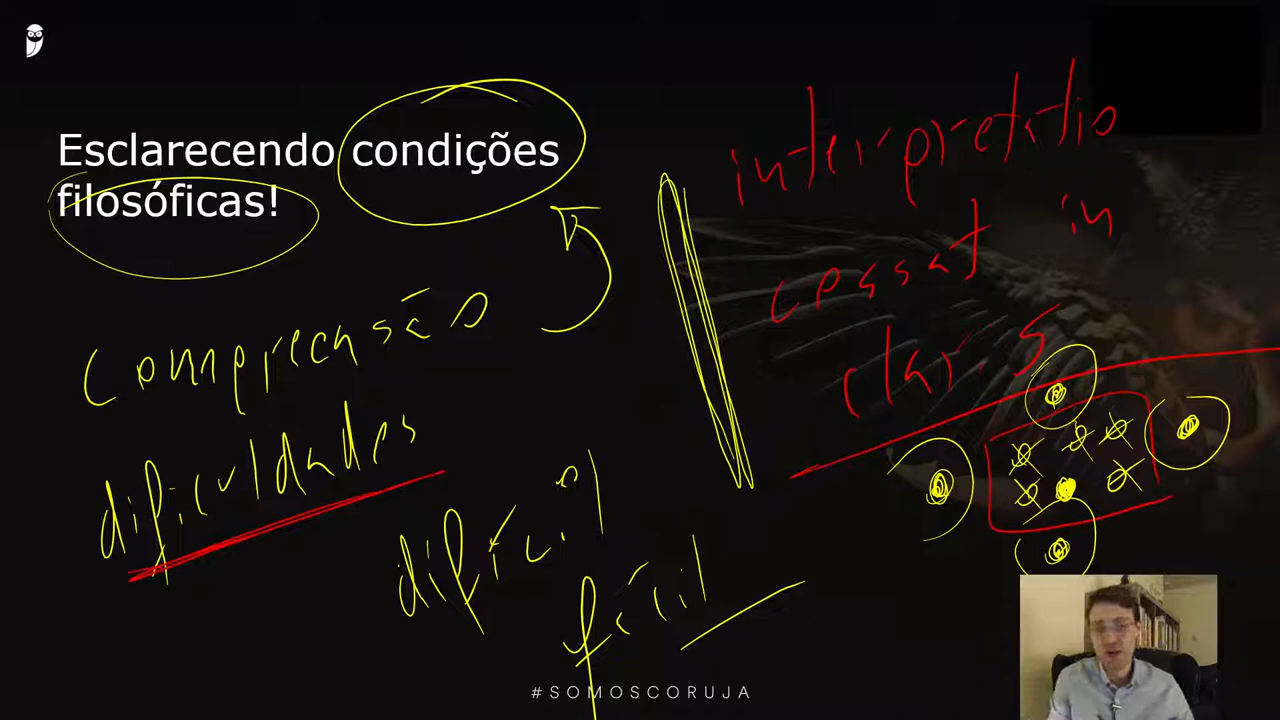 Esclarecendo condições
filosóficas!
compreensão
dificuldades
difícil
fácil
interpretatio
cessat in
claris
#SOMOSCORUJA